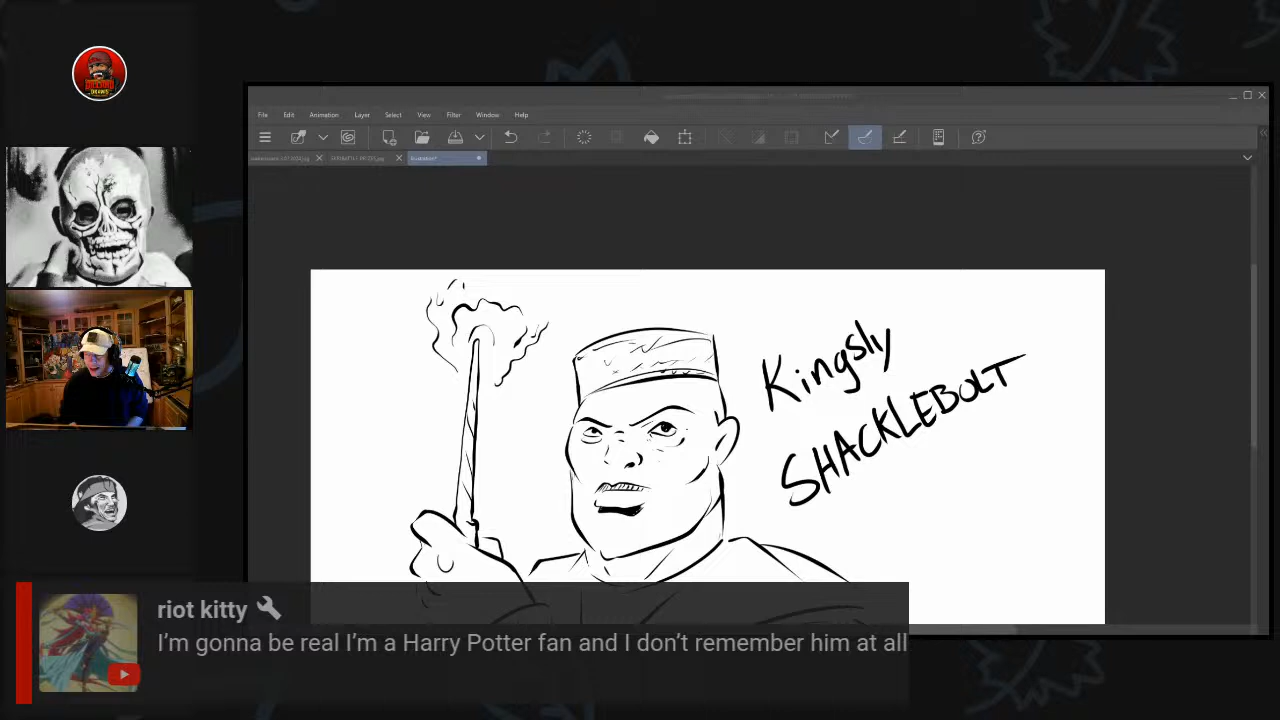 File Edit Animation Layer Select View Filter Window Help
Kingsly
SHACKLEBOLT
riot kitty
I'm gonna be real I'm a Harry Potter fan and I don't remember him at all